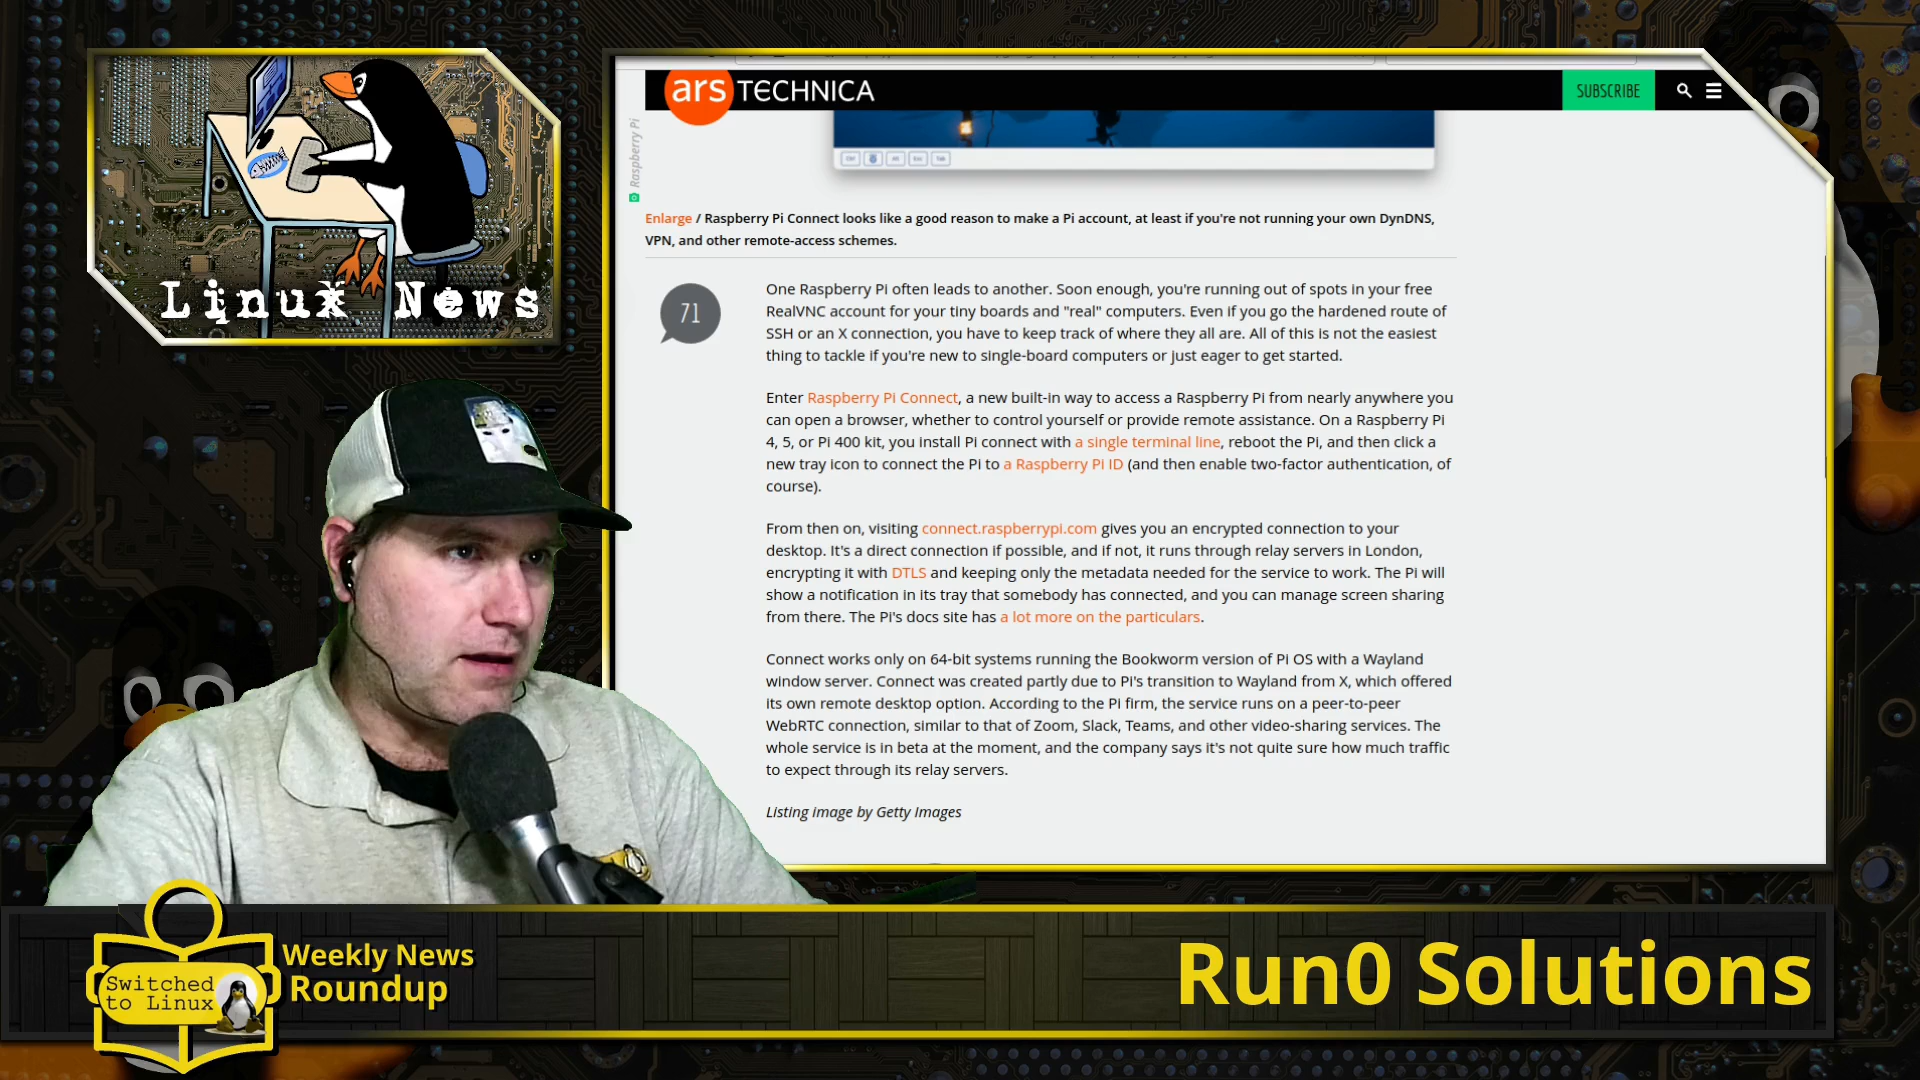 Linux News
ars TECHNICA
SUBSCRIBE
Raspberry Pi
Enlarge / Raspberry Pi Connect looks like a good reason to make a Pi account, at least if you're not running your own DynDNS,
VPN, and other remote-access schemes.
71
One Raspberry Pi often leads to another. Soon enough, you're running out of spots in your free
RealVNC account for your tiny boards and "real" computers. Even if you go the hardened route of
SSH or an X connection, you have to keep track of where they all are. All of this is not the easiest
thing to tackle if you're new to single-board computers or just eager to get started.
Enter Raspberry Pi Connect, a new built-in way to access a Raspberry Pi from nearly anywhere you
can open a browser, whether to control yourself or provide remote assistance. On a Raspberry Pi
4, 5, or Pi 400 kit, you install Pi connect with a single terminal line, reboot the Pi, and then click a
new tray icon to connect the Pi to a Raspberry Pi ID (and then enable two-factor authentication, of
course).
From then on, visiting connect.raspberrypi.com gives you an encrypted connection to your
desktop. It's a direct connection if possible, and if not, it runs through relay servers in London,
encrypting it with DTLS and keeping only the metadata needed for the service to work. The Pi will
show a notification in its tray that somebody has connected, and you can manage screen sharing
from there. The Pi's docs site has a lot more on the particulars.
Connect works only on 64-bit systems running the Bookworm version of Pi OS with a Wayland
window server. Connect was created partly due to Pi's transition to Wayland from X, which offered
its own remote desktop option. According to the Pi firm, the service runs on a peer-to-peer
WebRTC connection, similar to that of Zoom, Slack, Teams, and other video-sharing services. The
whole service is in beta at the moment, and the company says it's not quite sure how much traffic
to expect through its relay servers.
Listing image by Getty Images
Switched
to Linux
Weekly News
Roundup
Run0 Solutions